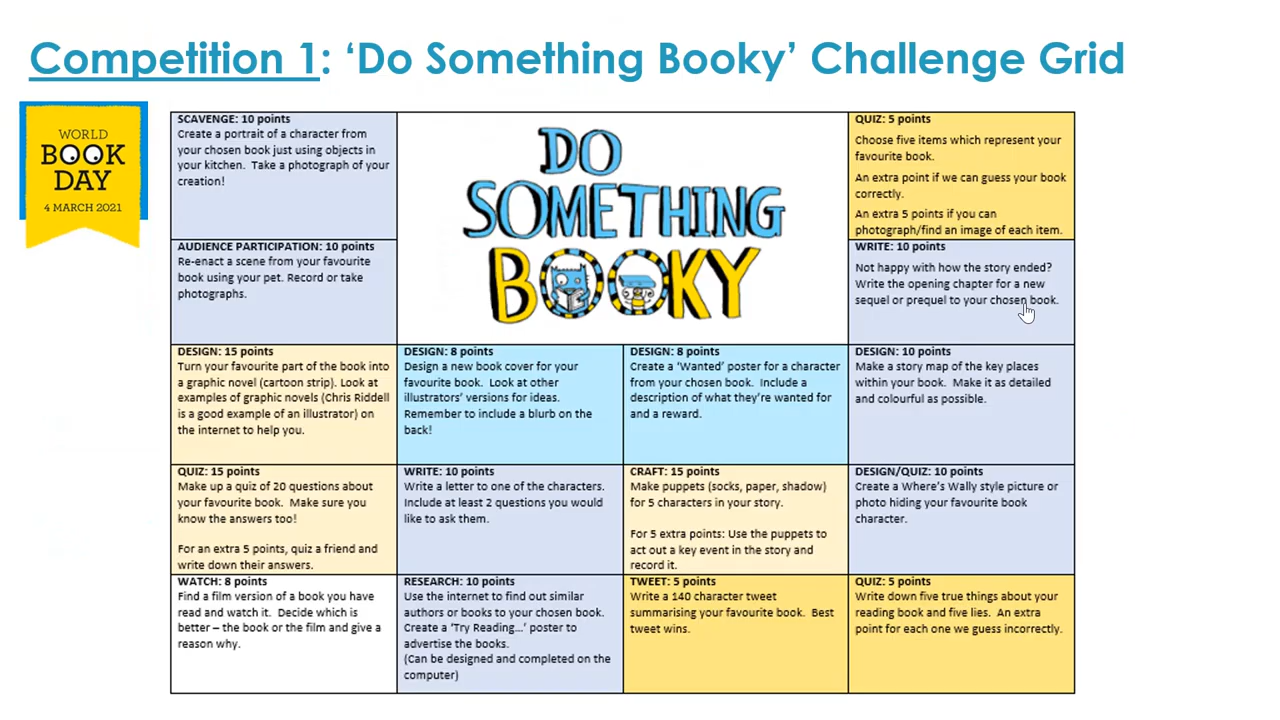 Competition 1: ‘Do Something Booky’ Challenge Grid
WORLD
BOOK
DAY
4 MARCH 2021
SCAVENGE: 10 points
Create a portrait of a character from
your chosen book just using objects in
your kitchen. Take a photograph of your
creation!
DO
SOMETHING
BOOKY
QUIZ: 5 points
Choose five items which represent your
favourite book.
An extra point if we can guess your book
correctly.
An extra 5 points if you can
photograph/find an image of each item.
AUDIENCE PARTICIPATION: 10 points
Re-enact a scene from your favourite
book using your pet. Record or take
photographs.
WRITE: 10 points
Not happy with how the story ended?
Write the opening chapter for a new
sequel or prequel to your chosen book.
DESIGN: 15 points
Turn your favourite part of the book into
a graphic novel (cartoon strip). Look at
examples of graphic novels (Chris Riddell
is a good example of an illustrator) on
the internet to help you.
DESIGN: 8 points
Design a new book cover for your
favourite book. Look at other
illustrators’ versions for ideas.
Remember to include a blurb on the
back!
DESIGN: 8 points
Create a ‘Wanted’ poster for a character
from your chosen book. Include a
description of what they’re wanted for
and a reward.
DESIGN: 10 points
Make a story map of the key places
within your book. Make it as detailed
and colourful as possible.
QUIZ: 15 points
Make up a quiz of 20 questions about
your favourite book. Make sure you
know the answers too!
For an extra 5 points, quiz a friend and
write down their answers.
WRITE: 10 points
Write a letter to one of the characters.
Include at least 2 questions you would
like to ask them.
CRAFT: 15 points
Make puppets (socks, paper, shadow)
for 5 characters in your story.
For 5 extra points: Use the puppets to
act out a key event in the story and
record it.
DESIGN/QUIZ: 10 points
Create a Where’s Wally style picture or
photo hiding your favourite book
character.
WATCH: 8 points
Find a film version of a book you have
read and watch it. Decide which is
better – the book or the film and give a
reason why.
RESEARCH: 10 points
Use the internet to find out similar
authors or books to your chosen book.
Create a ‘Try Reading…’ poster to
advertise the books.
(Can be designed and completed on the
computer)
TWEET: 5 points
Write a 140 character tweet
summarising your favourite book. Best
tweet wins.
QUIZ: 5 points
Write down five true things about your
reading book and five lies. An extra
point for each one we guess incorrectly.